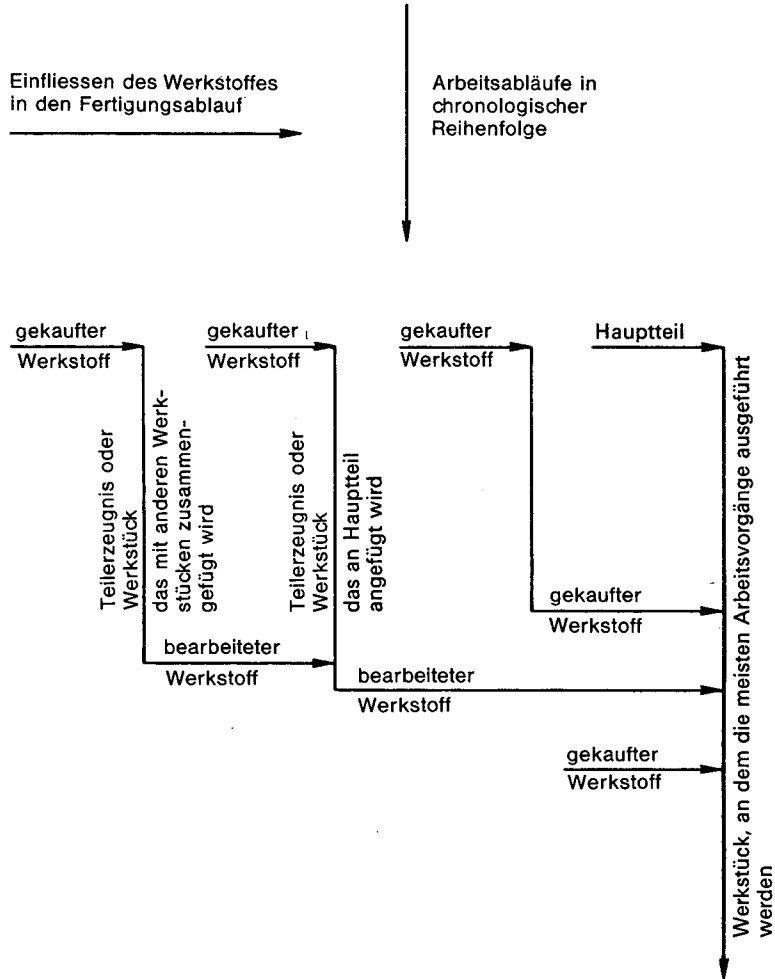 Einfliessen des Werkstoffes
in den Fertigungsablauf
Arbeitsabläufe in
chronologischer
Reihenfolge
gekaufter
Werkstoff
gekaufter
Werkstoff
gekaufter
Werkstoff
Hauptteil
Teilerzeugnis oder
Werkstück
das mit anderen Werk-
stücken zusammen-
gefügt wird
Teilerzeugnis oder
Werkstück
das an Hauptteil
angefügt wird
gekaufter
Werkstoff
bearbeiteter
Werkstoff
bearbeiteter
Werkstoff
gekaufter
Werkstoff
Werkstück, an dem die meisten Arbeitsvorgänge ausgeführt
werden